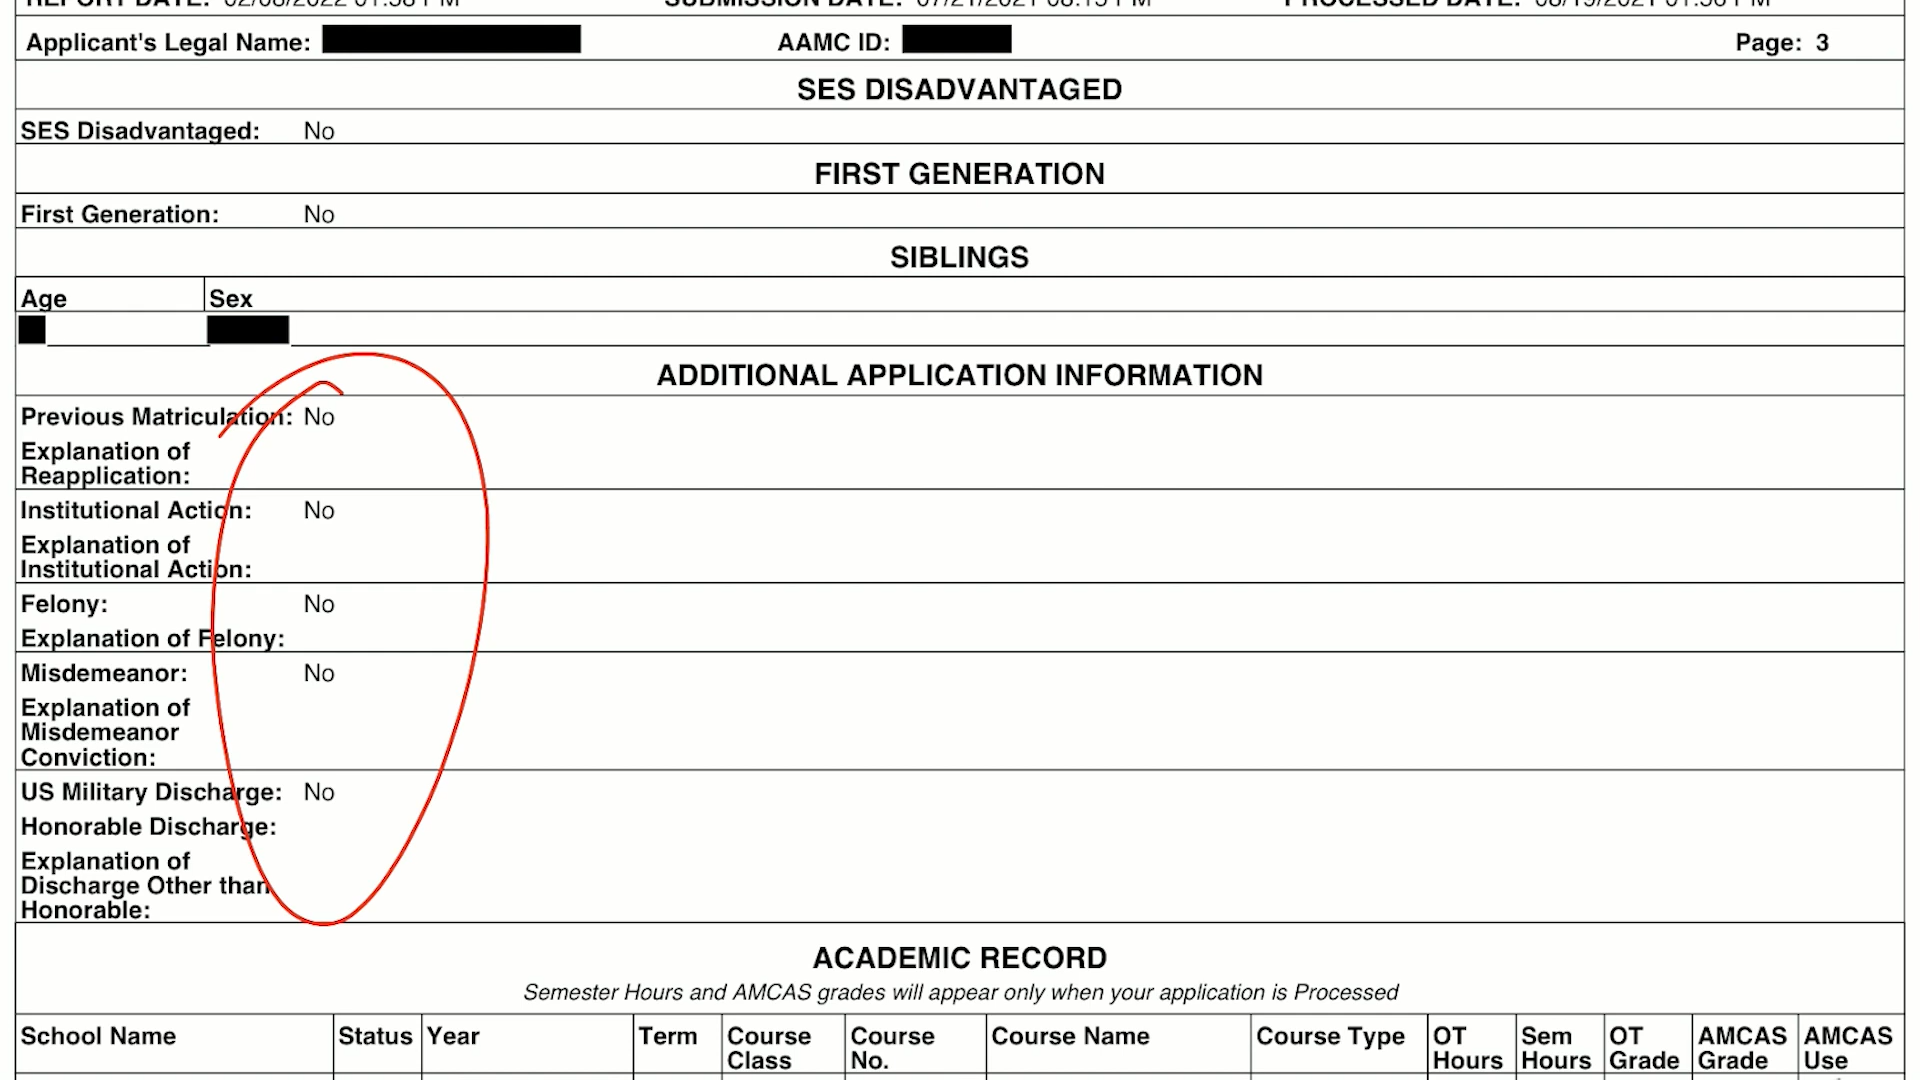 REPORT DATE: 02/08/2022 01:38 PM SUBMISSION DATE: 07/21/2021 08:15 PM PROCESSED DATE: 08/19/2021 01:56 PM
Applicant's Legal Name: AAMC ID: Page: 3
SES DISADVANTAGED
SES Disadvantaged: No
FIRST GENERATION
First Generation: No
SIBLINGS
Age Sex
ADDITIONAL APPLICATION INFORMATION
Previous Matriculation: No
Explanation of
Reapplication:
Institutional Action: No
Explanation of
Institutional Action:
Felony: No
Explanation of Felony:
Misdemeanor: No
Explanation of
Misdemeanor
Conviction:
US Military Discharge: No
Honorable Discharge:
Explanation of
Discharge Other than
Honorable:
ACADEMIC RECORD
Semester Hours and AMCAS grades will appear only when your application is Processed
School Name Status Year Term Course Course Course Name Course Type OT Sem OT AMCAS AMCAS
Class No. Hours Hours Grade Grade Use